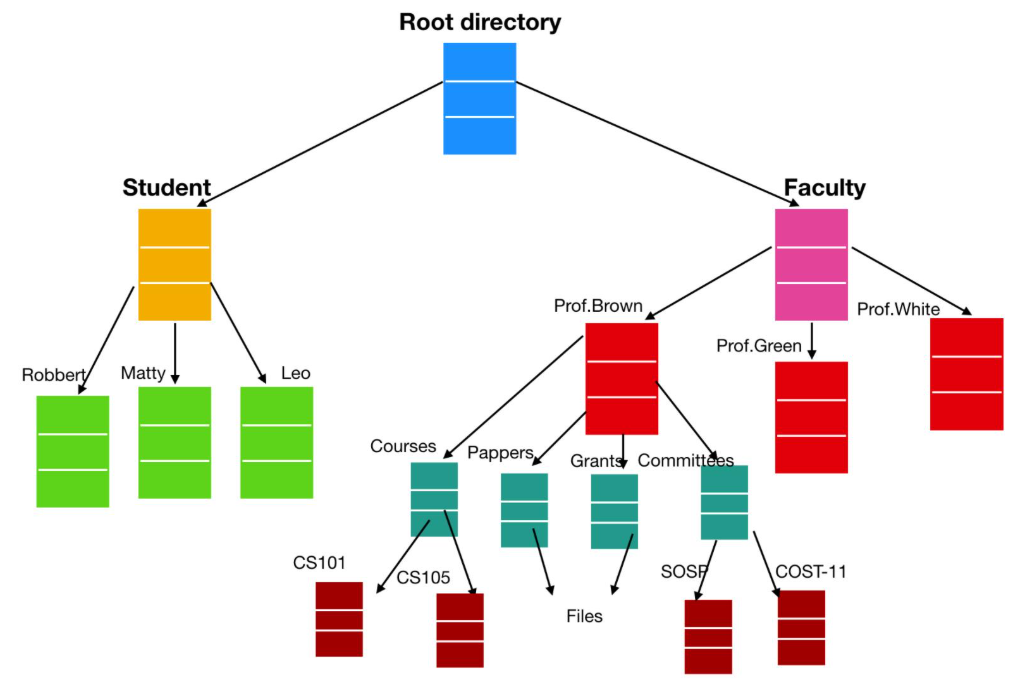 Root directory
Student
Faculty
Prof.Brown
Prof.White
Prof.Green
Robbert
Matty
Leo
Courses
Pappers
Grants
Committees
CS101
CS105
SOSP
COST-11
Files